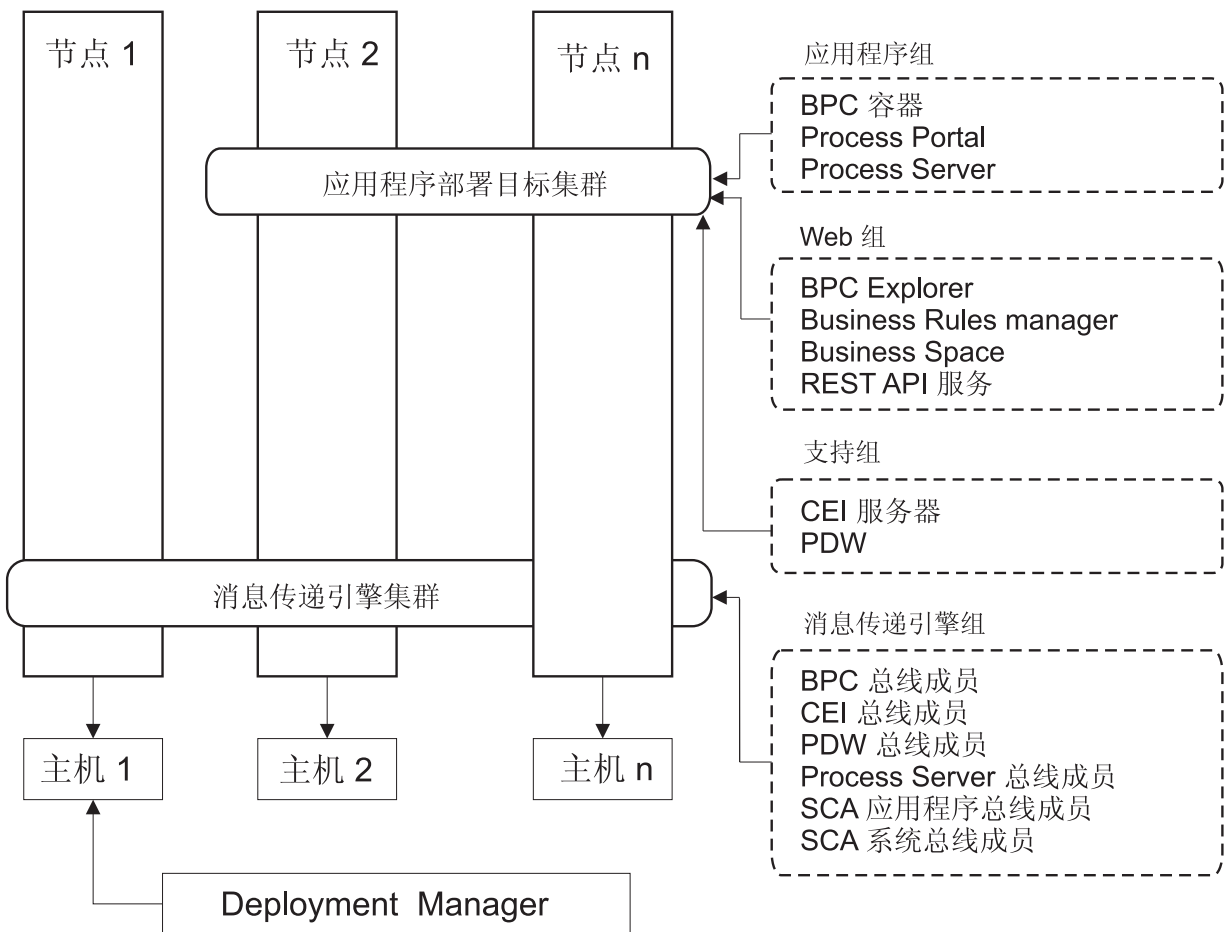 节点 1
节点 2
节点 n
应用程序部署目标集群
消息传递引擎集群
主机 1
主机 2
主机 n
Deployment Manager
应用程序组
BPC 容器
Process Portal
Process Server
Web 组
BPC Explorer
Business Rules manager
Business Space
REST API 服务
支持组
CEI 服务器
PDW
消息传递引擎组
BPC 总线成员
CEI 总线成员
PDW 总线成员
Process Server 总线成员
SCA 应用程序总线成员
SCA 系统总线成员